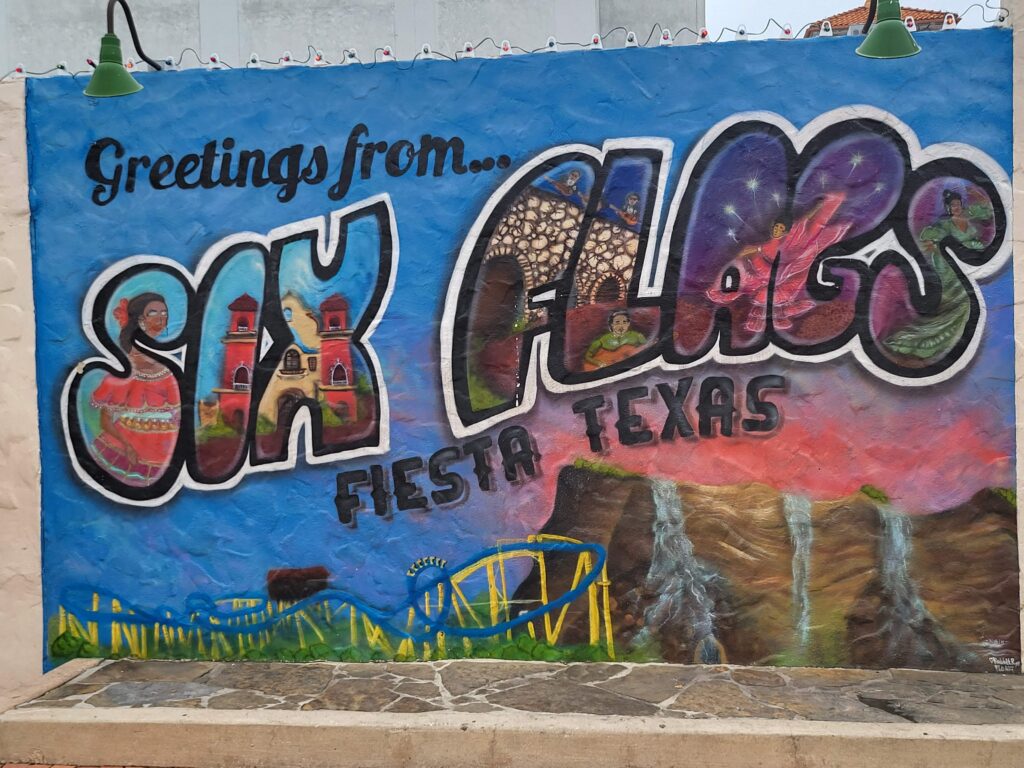 Greetings from...
SIX FLAGS
FIESTA TEXAS